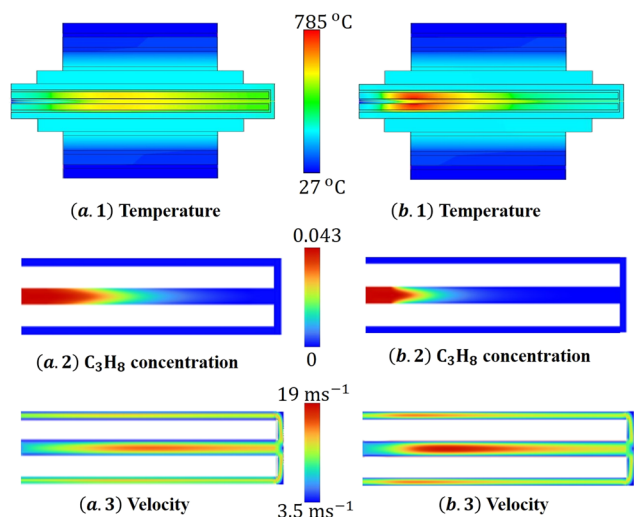 785 °C
27 °C
(a.1) Temperature
(b.1) Temperature
0.043
0
(a.2) C₃H₈ concentration
(b.2) C₃H₈ concentration
19 ms⁻¹
3.5 ms⁻¹
(a.3) Velocity
(b.3) Velocity